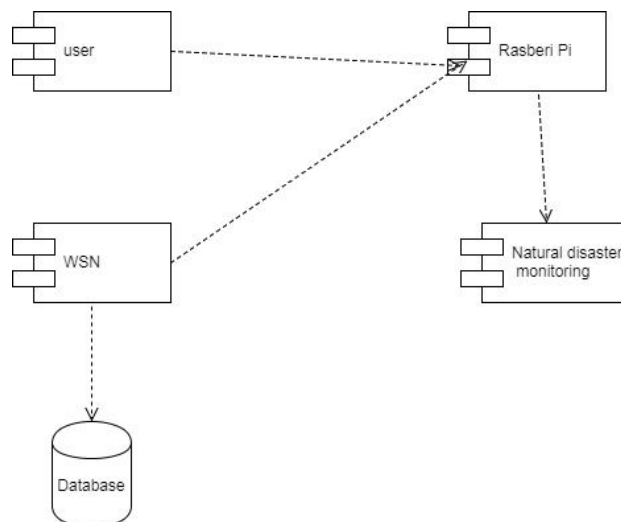 user
Rasberi Pi
WSN
Natural disaster
monitoring
Database